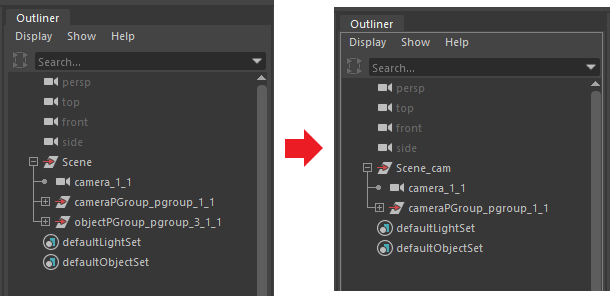 Outliner
Display Show Help
Search...
persp
top
front
side
Scene
camera_1_1
cameraPGroup_pgroup_1_1
objectPGroup_pgroup_3_1_1
defaultLightSet
defaultObjectSet
Outliner
Display Show Help
Search...
persp
top
front
side
Scene_cam
camera_1_1
cameraPGroup_pgroup_1_1
defaultLightSet
defaultObjectSet